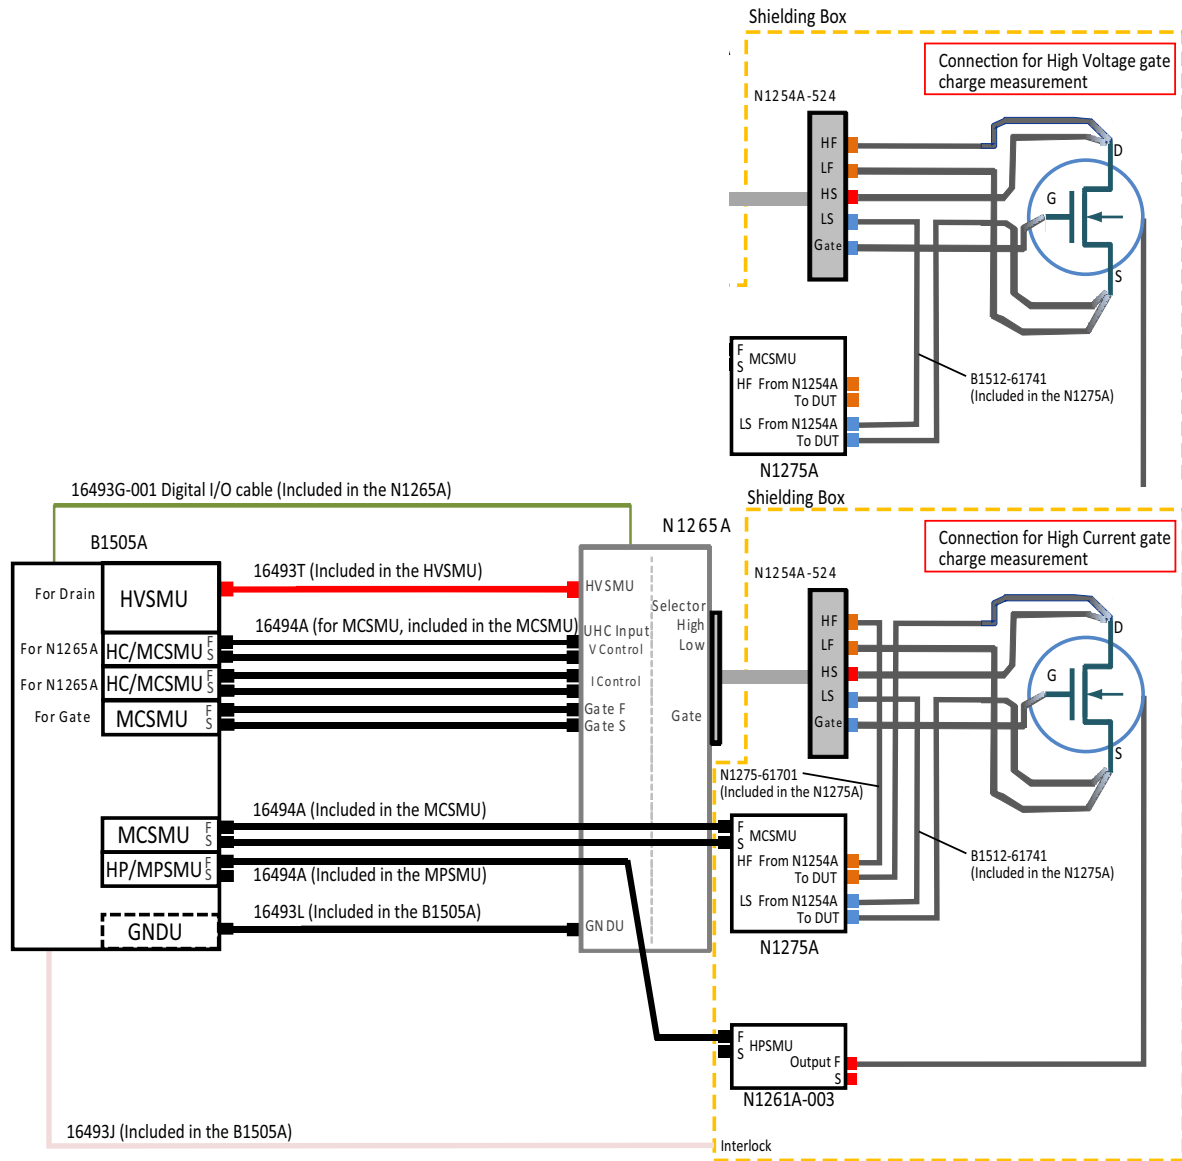 Shielding Box
Connection for High Voltage gate
charge measurement
N1254A-524
HF
LF
HS
LS
Gate
D
G
S
F
S
MCSMU
HF From N1254A
To DUT
LS From N1254A
To DUT
N1275A
B1512-61741
(Included in the N1275A)
16493G-001 Digital I/O cable (Included in the N1265A)
Shielding Box
B1505A
N1265A
Connection for High Current gate
charge measurement
For Drain
HVSMU
16493T (Included in the HVSMU)
HVSMU
For N1265A
HC/MCSMU
F
S
16494A (for MCSMU, included in the MCSMU)
UHC Input
V Control
For N1265A
HC/MCSMU
F
S
I Control
For Gate
MCSMU
F
S
Gate F
Gate S
Selector
High
Low
Gate
N1254A-524
HF
LF
HS
LS
Gate
D
G
S
N1275-61701
(Included in the N1275A)
MCSMU
F
S
16494A (Included in the MCSMU)
HP/MPSMU
F
S
16494A (Included in the MPSMU)
F
S
MCSMU
HF From N1254A
To DUT
LS From N1254A
To DUT
N1275A
B1512-61741
(Included in the N1275A)
GNDU
16493L (Included in the B1505A)
GNDU
F
S
HPSMU
Output F
S
N1261A-003
16493J (Included in the B1505A)
Interlock